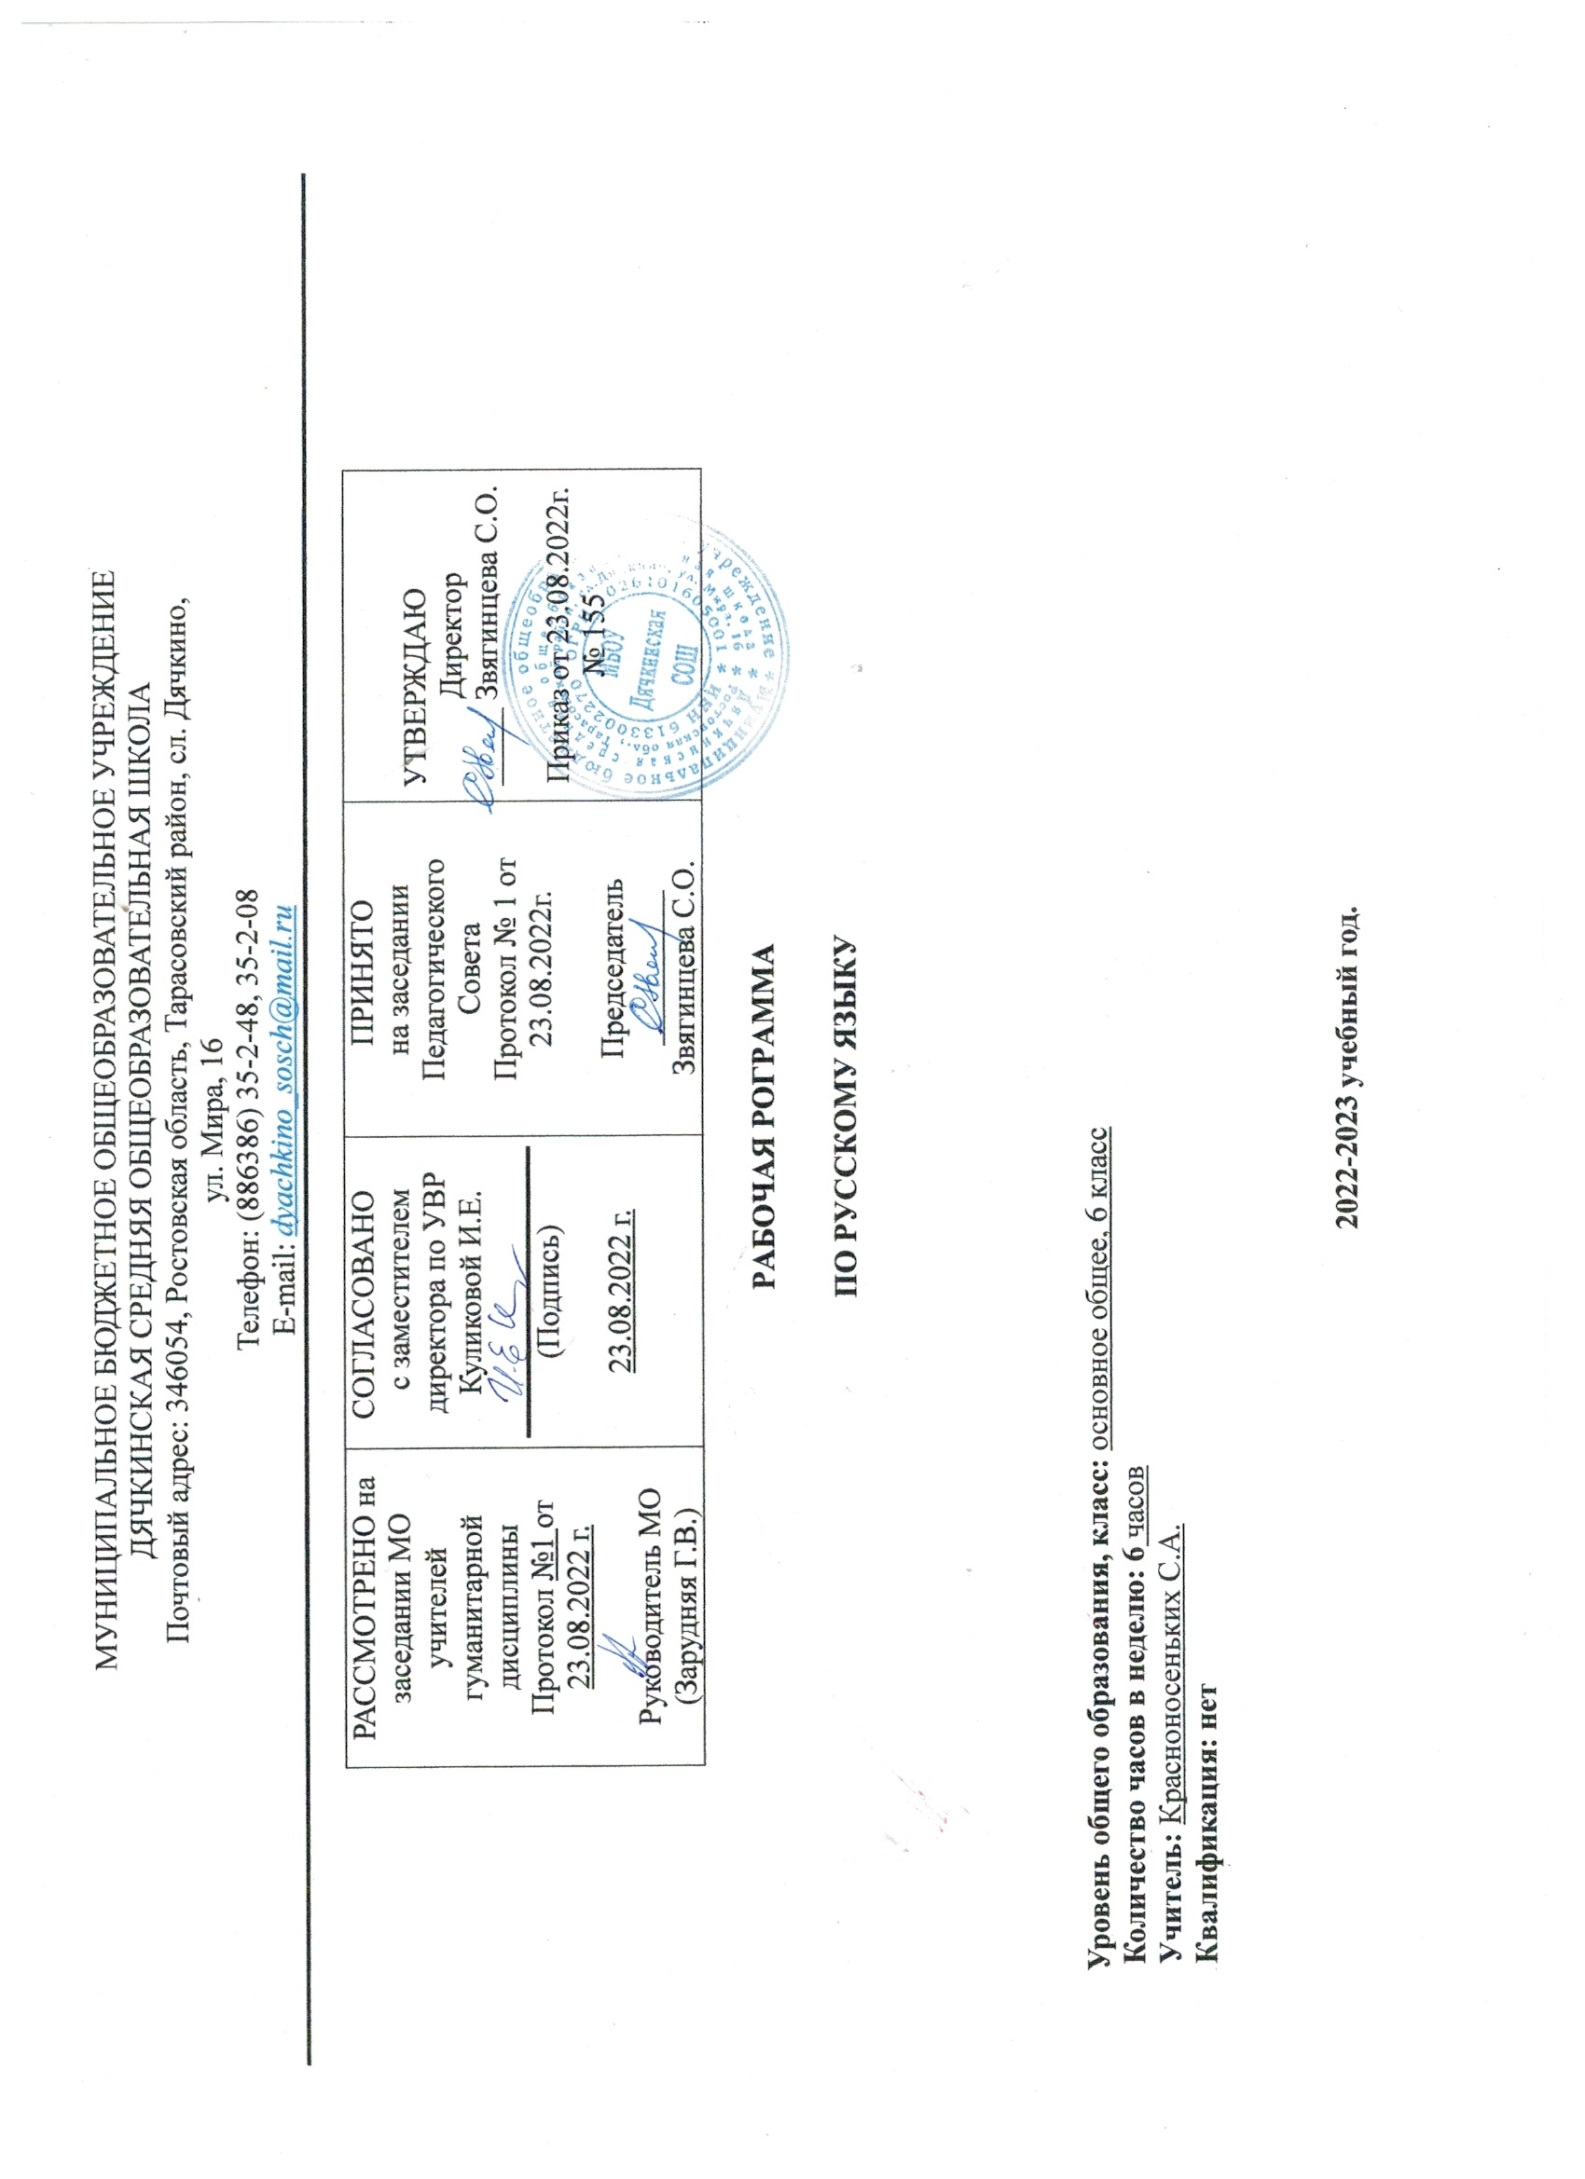 МУНИЦИПАЛЬНОЕ БЮДЖЕТНОЕ ОБЩЕОБРАЗОВАТЕЛЬНОЕ УЧРЕЖДЕНИЕ
ДЯЧКИНСКАЯ СРЕДНЯЯ ОБЩЕОБРАЗОВАТЕЛЬНАЯ ШКОЛА
Почтовый адрес: 346054, Ростовская область, Тарасовский район, сл. Дячкино,
ул. Мира, 16
Телефон: (886386) 35-2-48, 35-2-08
E-mail: dyachkino_sosch@mail.ru
РАССМОТРЕНО на
заседании МО
учителей
гуманитарной
дисциплины
Протокол №1 от
23.08.2022 г.
Руководитель МО
(Зарудняя Г.В.)
СОГЛАСОВАНО
с заместителем
директора по УВР
Куликовой И.Е.
(Подпись)
23.08.2022 г.
ПРИНЯТО
на заседании
Педагогического
Совета
Протокол № 1 от
23.08.2022г.
Председатель
Звягинцева С.О.
УТВЕРЖДАЮ
Директор
Звягинцева С.О.
Приказ от 23.08.2022г.
№ 155
МБОУ
Дячкинская
СОШ
РАБОЧАЯ РОГРАММА
ПО РУССКОМУ ЯЗЫКУ
Уровень общего образования, класс: основное общее, 6 класс
Количество часов в неделю: 6 часов
Учитель: Красноносеньких С.А.
Квалификация: нет
2022-2023 учебный год.